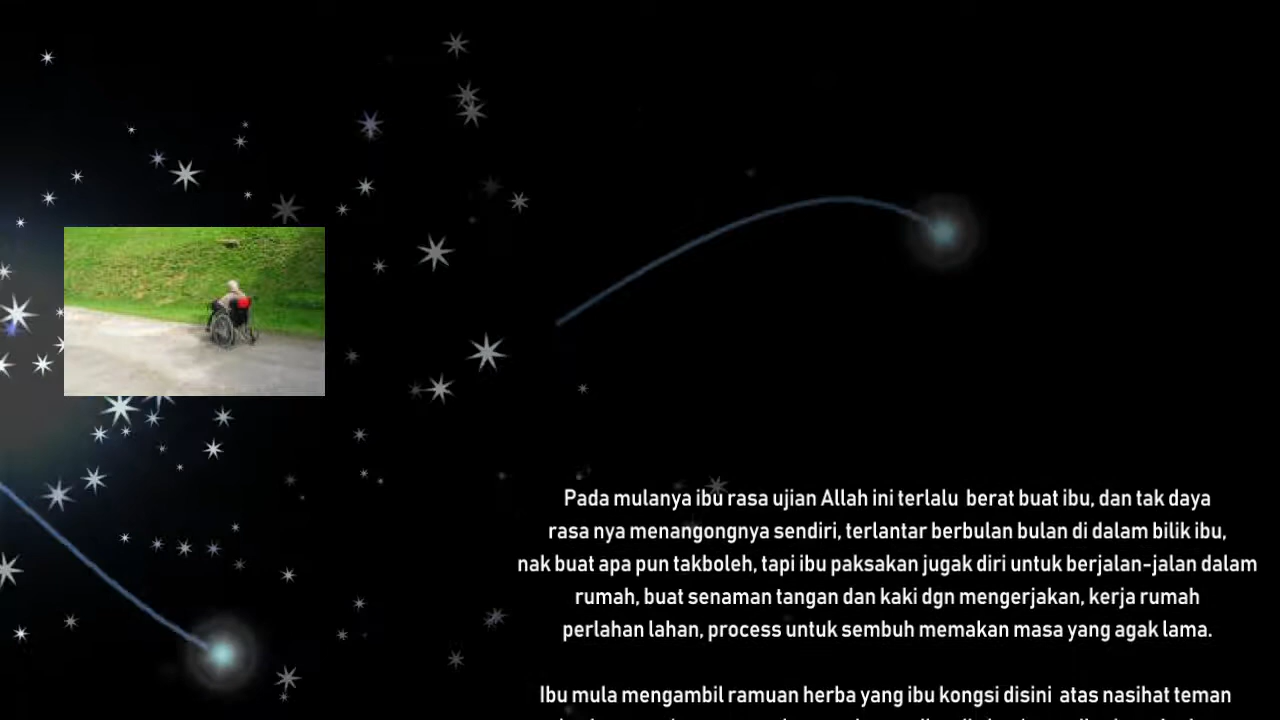 Pada mulanya ibu rasa ujian Allah ini terlalu berat buat ibu, dan tak daya
rasa nya menangongnya sendiri, terlantar berbulan bulan di dalam bilik ibu,
nak buat apa pun takboleh, tapi ibu paksakan jugak diri untuk berjalan-jalan dalam
rumah, buat senaman tangan dan kaki dgn mengerjakan, kerja rumah
perlahan lahan, process untuk sembuh memakan masa yang agak lama.
Ibu mula mengambil ramuan herba yang ibu kongsi disini atas nasihat teman